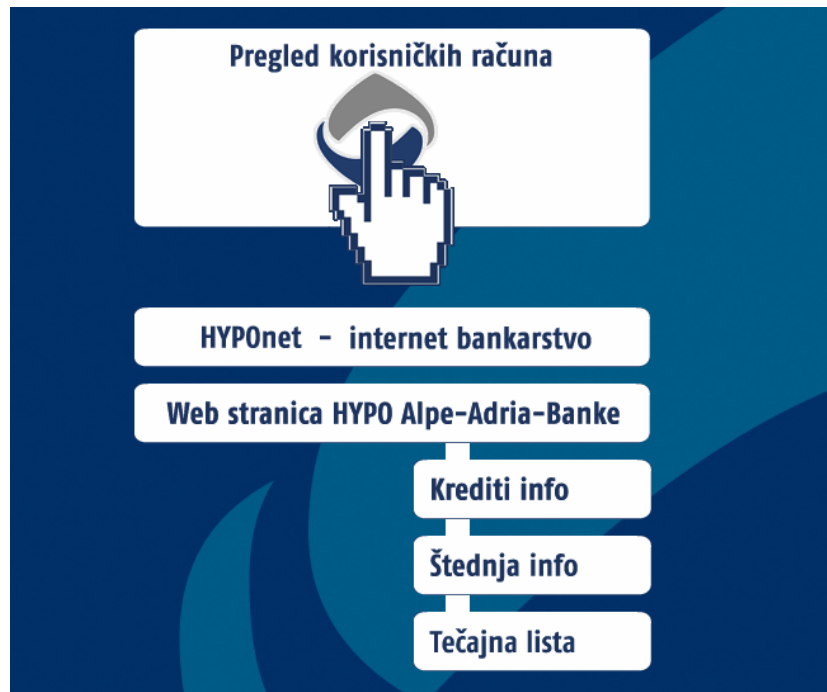 Pregled korisničkih računa
HYPOnet - internet bankarstvo
Web stranica HYPO Alpe-Adria-Banke
Krediti info
Štednja info
Tečajna lista